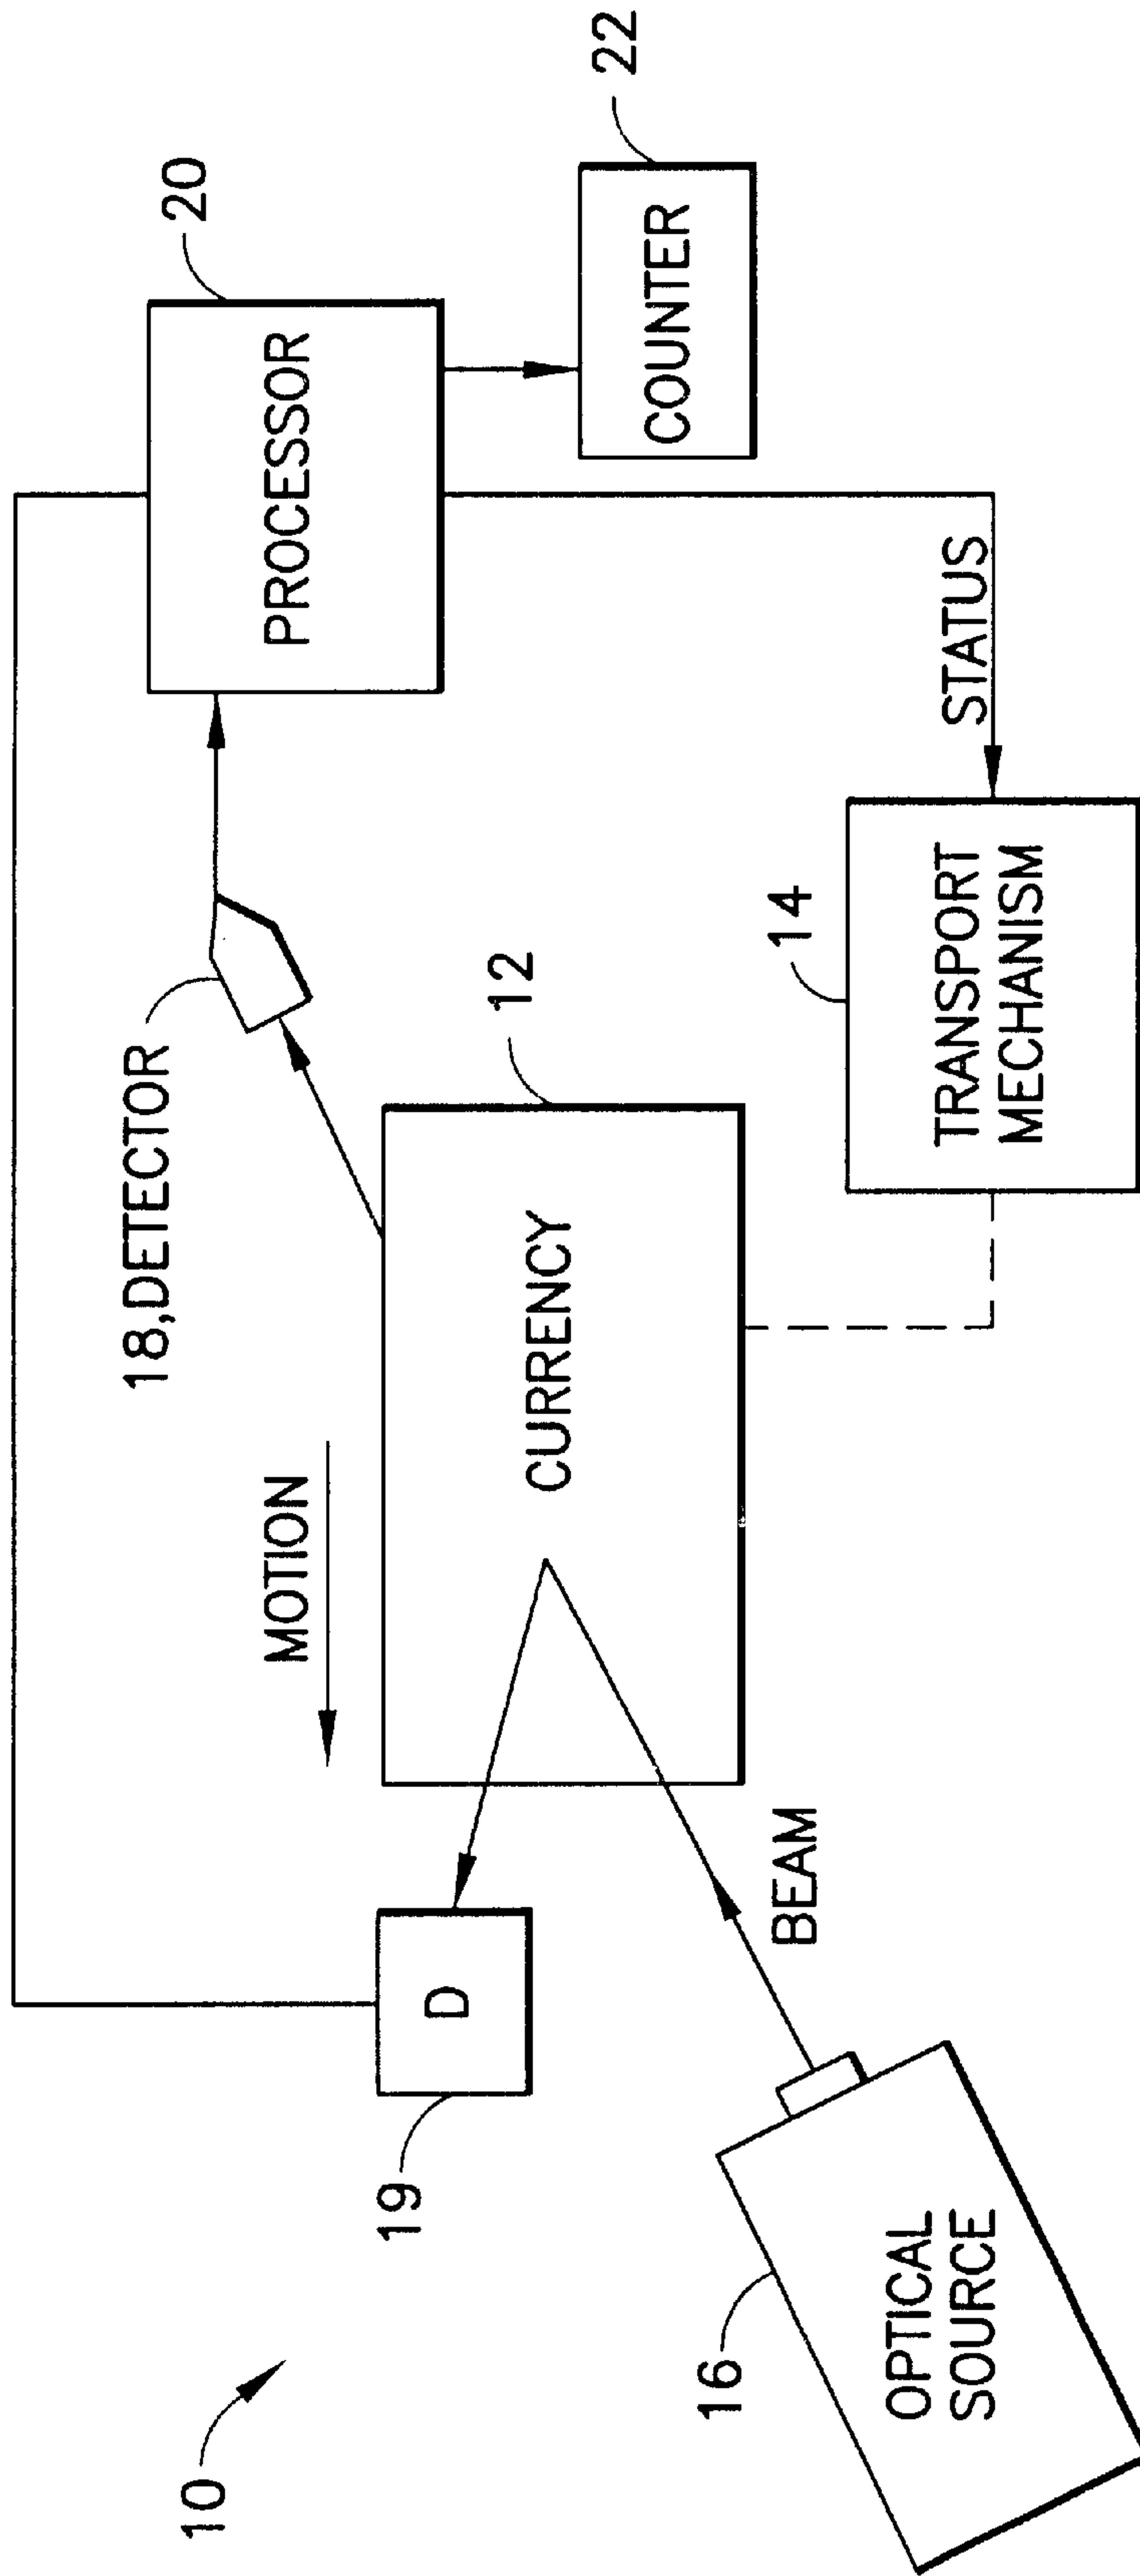 10
16
OPTICAL
SOURCE
BEAM
19
D
MOTION
CURRENCY
12
18,DETECTOR
14
TRANSPORT
MECHANISM
STATUS
20
PROCESSOR
22
COUNTER